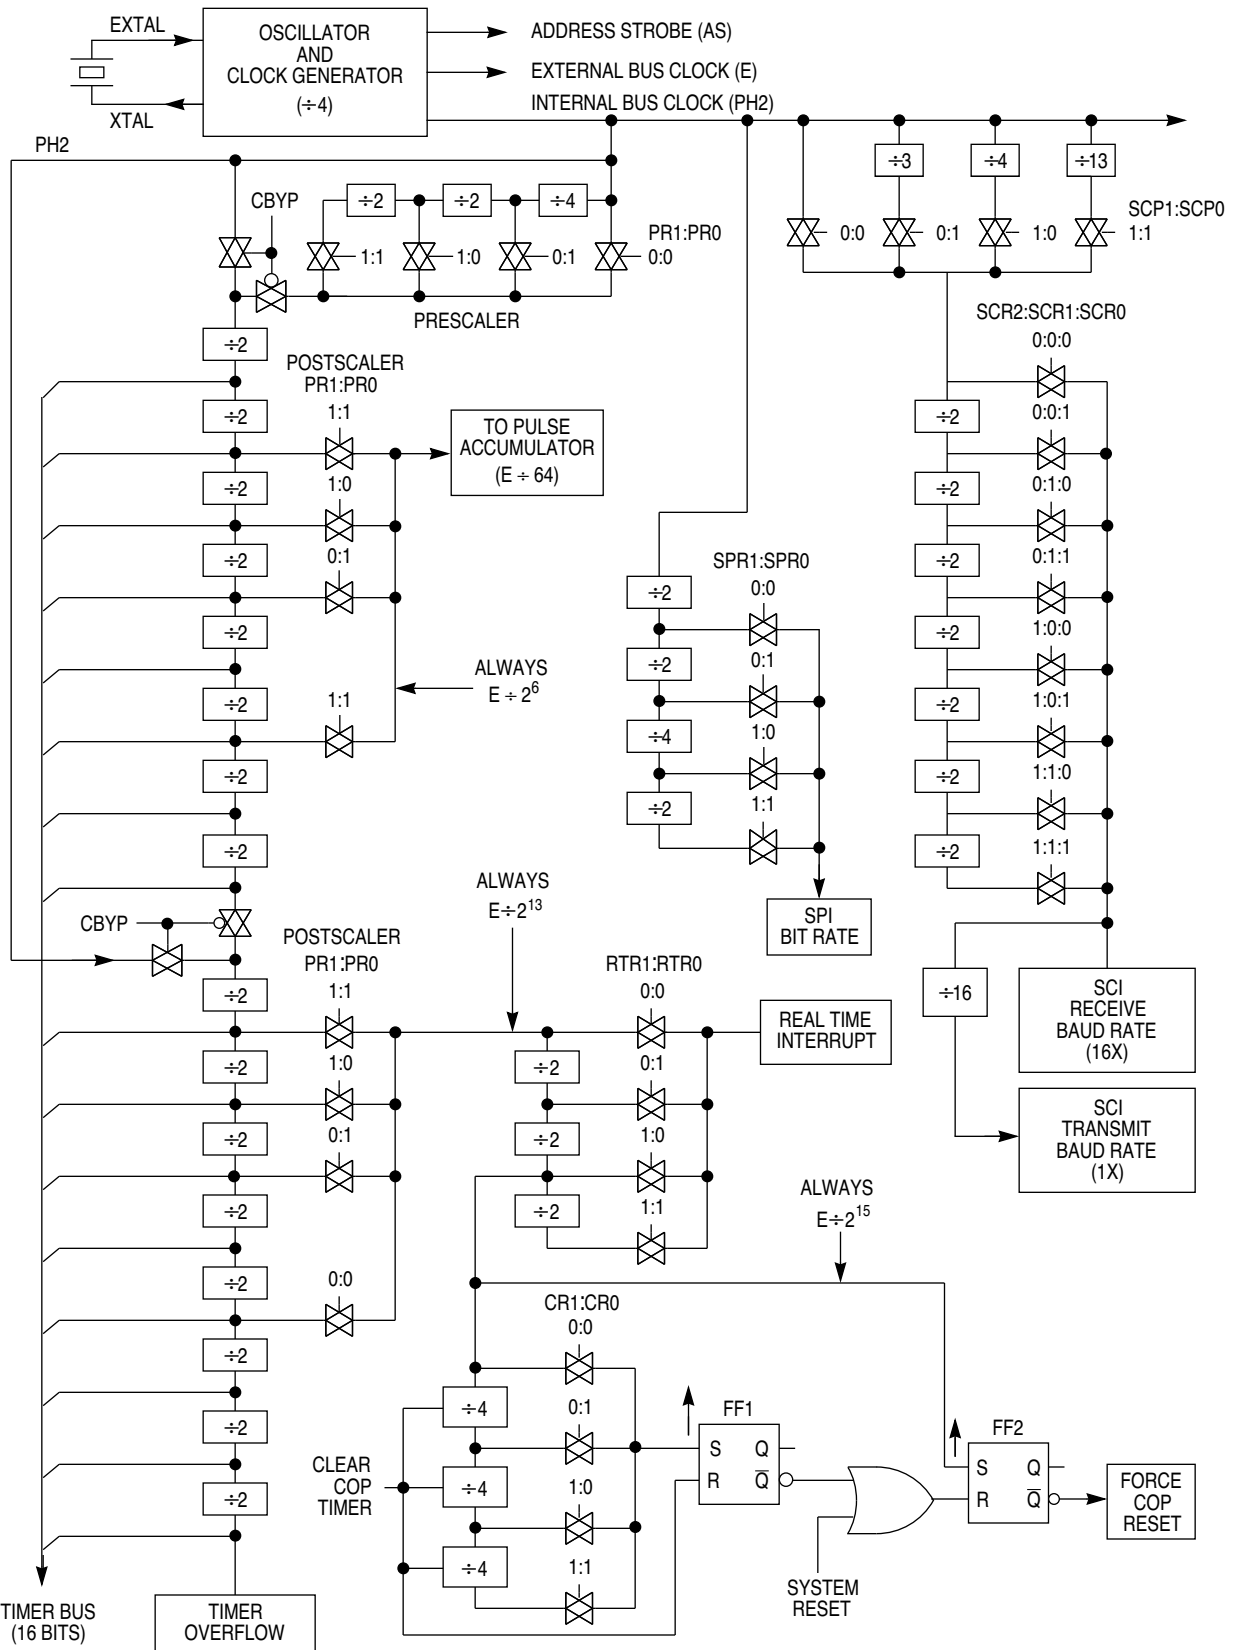 EXTAL
XTAL
OSCILLATOR
AND
CLOCK GENERATOR
(÷4)
ADDRESS STROBE (AS)
EXTERNAL BUS CLOCK (E)
INTERNAL BUS CLOCK (PH2)
PH2
CBYP
÷2
÷2
÷4
1:1
1:0
0:1
PR1:PR0
0:0
PRESCALER
÷3
÷4
÷13
0:0
0:1
1:0
SCP1:SCP0
1:1
÷2
÷2
÷2
÷2
÷2
÷2
÷2
÷2
POSTSCALER
PR1:PR0
1:1
1:0
0:1
1:1
TO PULSE
ACCUMULATOR
(E ÷ 64)
ALWAYS
E ÷ 2⁶
SPR1:SPR0
÷2
0:0
÷2
0:1
÷4
1:0
÷2
1:1
SPI
BIT RATE
SCR2:SCR1:SCR0
0:0:0
÷2
0:0:1
÷2
0:1:0
÷2
0:1:1
÷2
1:0:0
÷2
1:0:1
÷2
1:1:0
÷2
1:1:1
÷16
SCI
RECEIVE
BAUD RATE
(16X)
SCI
TRANSMIT
BAUD RATE
(1X)
CBYP
÷2
÷2
÷2
÷2
÷2
÷2
÷2
÷2
POSTSCALER
PR1:PR0
1:1
1:0
0:1
0:0
ALWAYS
E÷2¹³
RTR1:RTR0
0:0
÷2
0:1
÷2
1:0
÷2
1:1
REAL TIME
INTERRUPT
ALWAYS
E÷2¹⁵
CR1:CR0
0:0
÷4
0:1
÷4
1:0
÷4
1:1
CLEAR
COP
TIMER
FF1
S Q
R Q̅
SYSTEM
RESET
FF2
S Q
R Q̅
FORCE
COP
RESET
TIMER BUS
(16 BITS)
TIMER
OVERFLOW